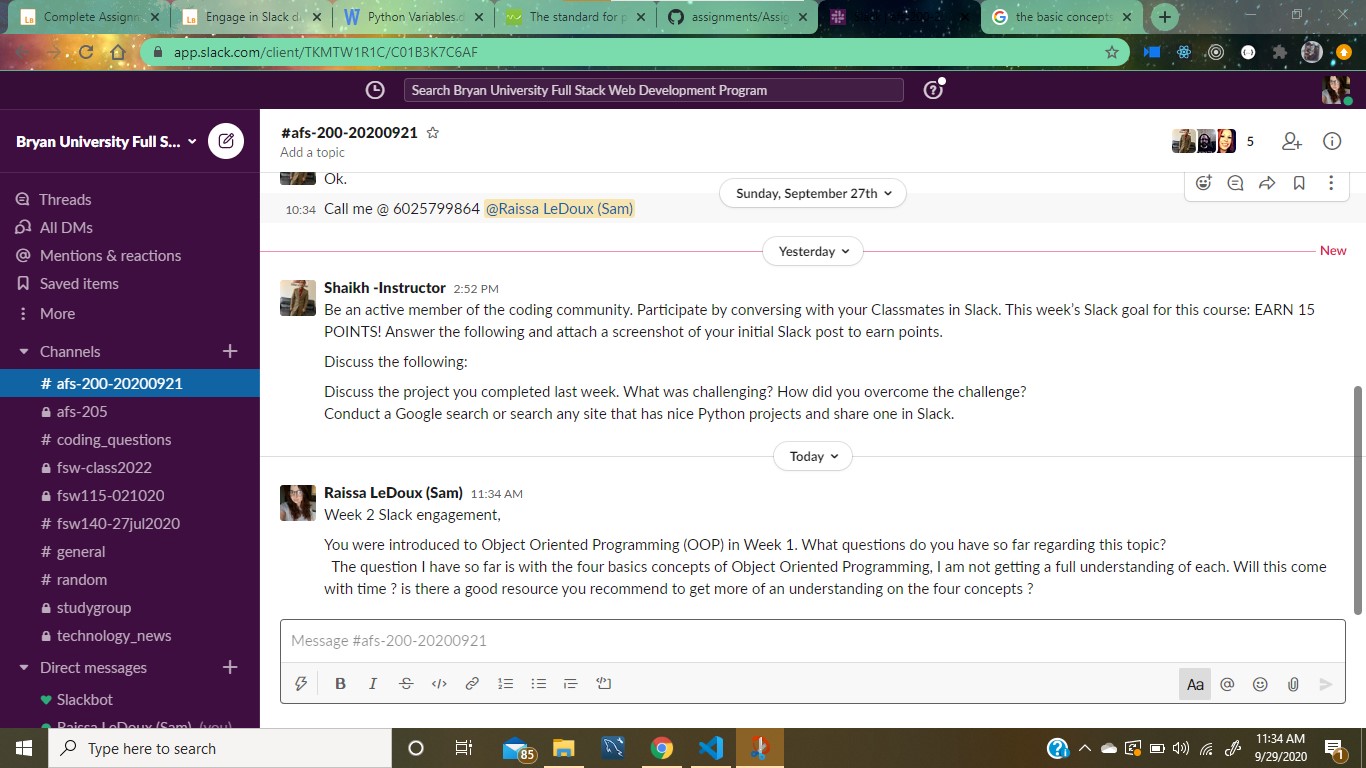 Complete Assignm
Engage in Slack d
Python Variables.d
The standard for p
assignments/Assig
the basic concepts
app.slack.com/client/TKMTW1R1C/C01B3K7C6AF
Search Bryan University Full Stack Web Development Program
Bryan University Full S...
#afs-200-20200921
Add a topic
5
Threads
All DMs
Mentions & reactions
Saved items
More
Channels
# afs-200-20200921
afs-205
# coding_questions
fsw-class2022
fsw115-021020
# fsw140-27jul2020
# general
# random
studygroup
technology_news
Direct messages
Slackbot
Raissa LeDoux (Sam) (you)
Ok.
Sunday, September 27th
10:34 Call me @ 6025799864 @Raissa LeDoux (Sam)
Yesterday
New
Shaikh -Instructor 2:52 PM
Be an active member of the coding community. Participate by conversing with your Classmates in Slack. This week's Slack goal for this course: EARN 15
POINTS! Answer the following and attach a screenshot of your initial Slack post to earn points.
Discuss the following:
Discuss the project you completed last week. What was challenging? How did you overcome the challenge?
Conduct a Google search or search any site that has nice Python projects and share one in Slack.
Today
Raissa LeDoux (Sam) 11:34 AM
Week 2 Slack engagement,
You were introduced to Object Oriented Programming (OOP) in Week 1. What questions do you have so far regarding this topic?
The question I have so far is with the four basics concepts of Object Oriented Programming, I am not getting a full understanding of each. Will this come
with time ? is there a good resource you recommend to get more of an understanding on the four concepts ?
Message #afs-200-20200921
B I S </> Aa @
Type here to search
85
11:34 AM
9/29/2020
1